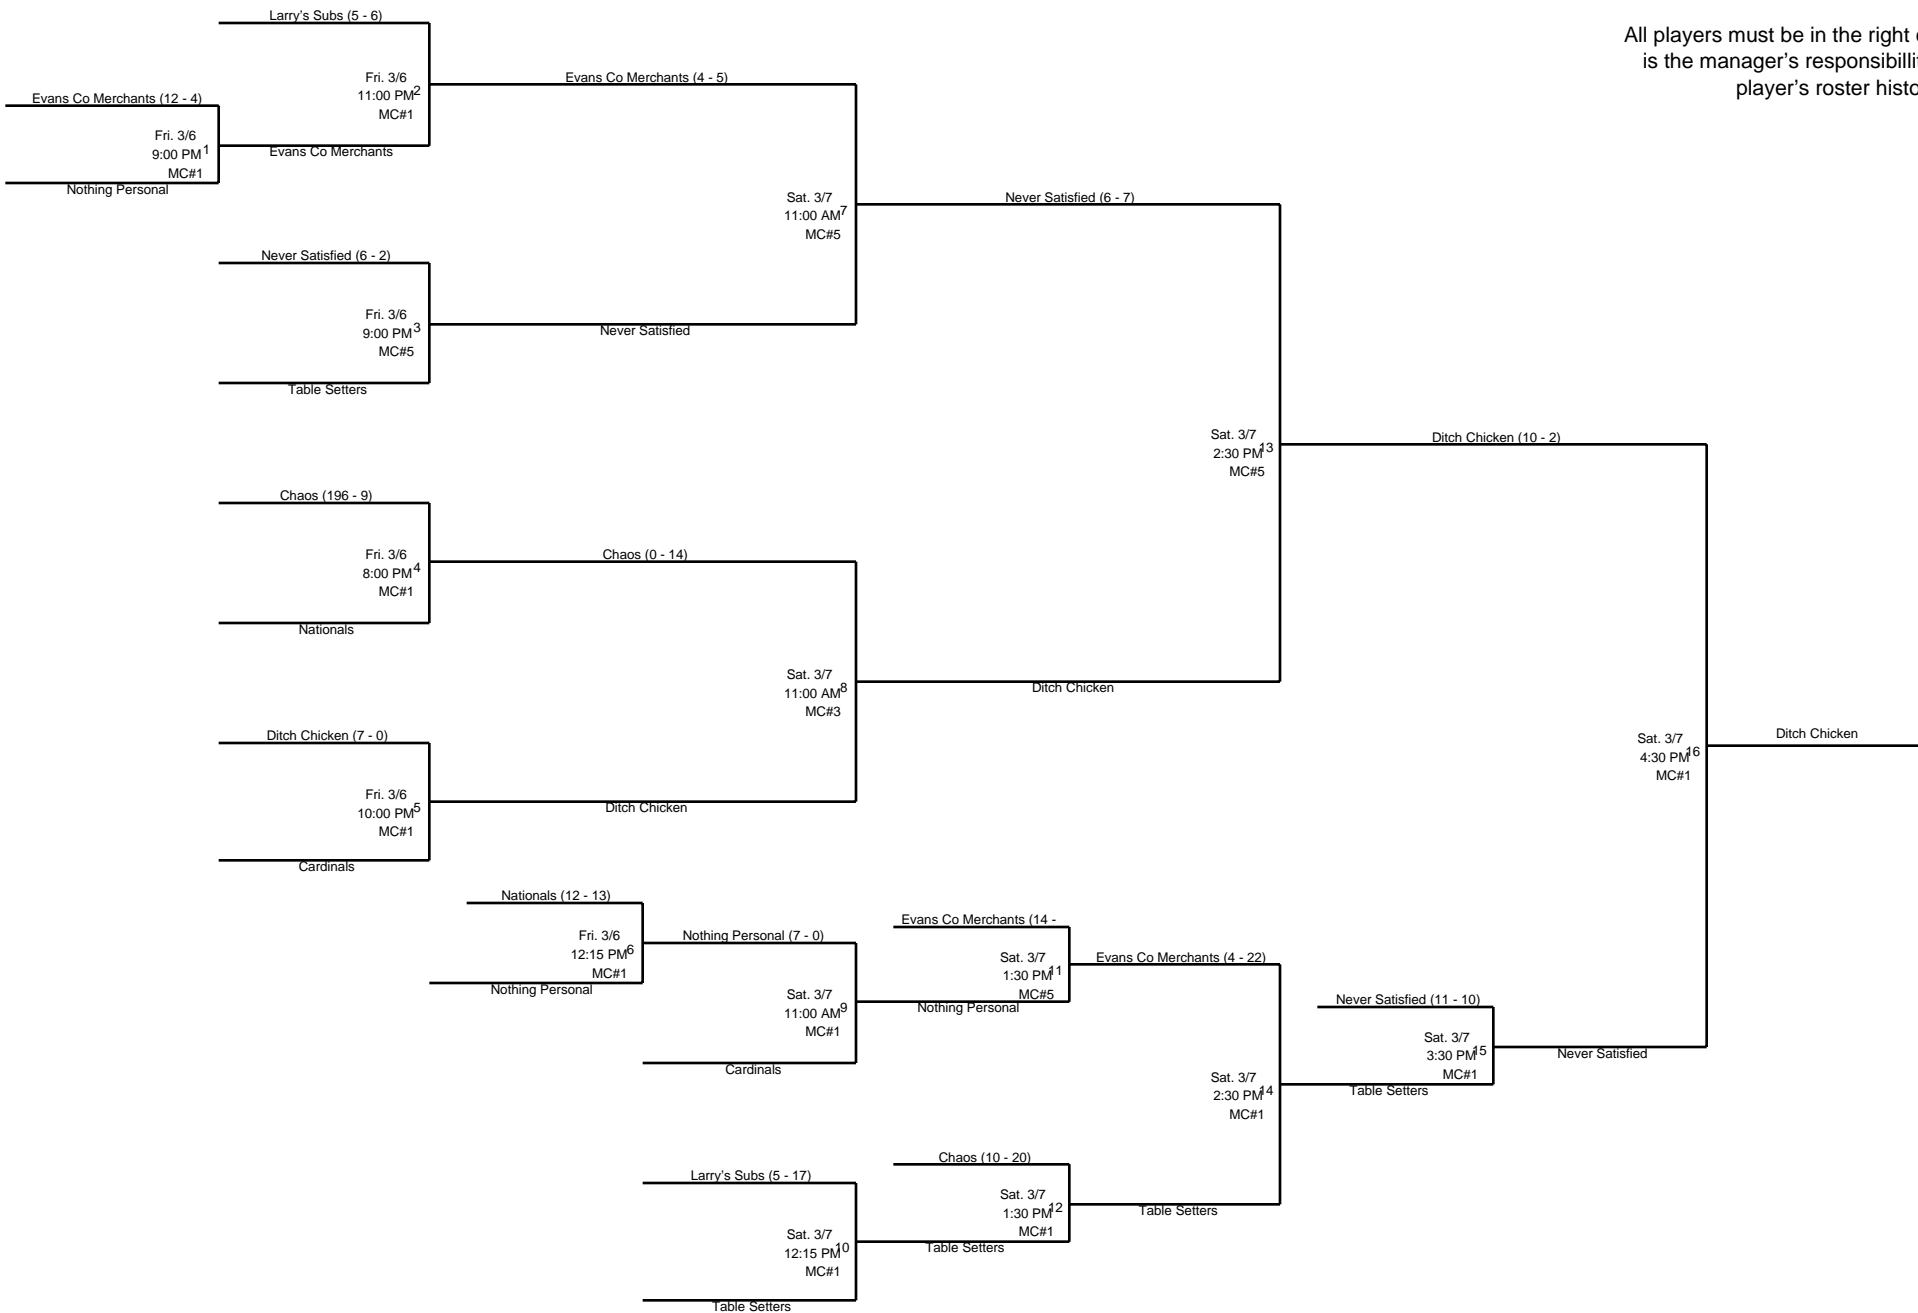 Larry's Subs (5 - 6)
All players must be in the right
is the manager's responsibilli
player's roster histo
Fri. 3/6
11:00 PM 2
MC#1
Evans Co Merchants (4 - 5)
Evans Co Merchants (12 - 4)
Fri. 3/6
9:00 PM 1
MC#1
Evans Co Merchants
Nothing Personal
Sat. 3/7
11:00 AM 7
MC#5
Never Satisfied (6 - 7)
Never Satisfied (6 - 2)
Fri. 3/6
9:00 PM 3
MC#5
Never Satisfied
Table Setters
Sat. 3/7
2:30 PM 13
MC#5
Ditch Chicken (10 - 2)
Chaos (196 - 9)
Fri. 3/6
8:00 PM 4
MC#1
Chaos (0 - 14)
Nationals
Sat. 3/7
11:00 AM 8
MC#3
Ditch Chicken
Ditch Chicken (7 - 0)
Fri. 3/6
10:00 PM 5
MC#1
Ditch Chicken
Cardinals
Sat. 3/7
4:30 PM 16
MC#1
Ditch Chicken
Nationals (12 - 13)
Fri. 3/6
12:15 PM 6
MC#1
Nothing Personal
Nothing Personal (7 - 0)
Sat. 3/7
11:00 AM 9
MC#1
Cardinals
Evans Co Merchants (14 -
Sat. 3/7
1:30 PM 11
MC#5
Nothing Personal
Evans Co Merchants (4 - 22)
Sat. 3/7
2:30 PM 14
MC#1
Never Satisfied (11 - 10)
Sat. 3/7
3:30 PM 15
MC#1
Never Satisfied
Table Setters
Chaos (10 - 20)
Sat. 3/7
1:30 PM 12
MC#1
Table Setters
Table Setters
Larry's Subs (5 - 17)
Sat. 3/7
12:15 PM 10
MC#1
Table Setters